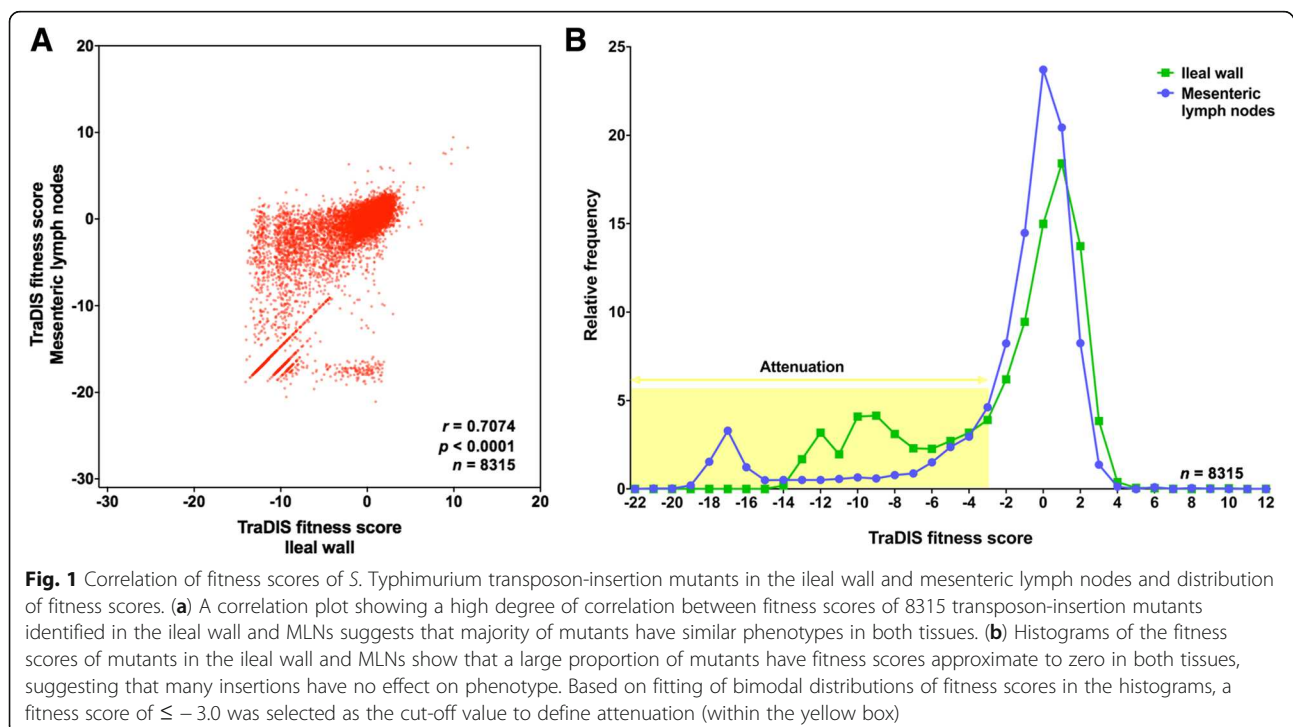 A
20
10
0
-10
-20
-30
TraDIS fitness score
Mesenteric lymph nodes
r = 0.7074
p < 0.0001
n = 8315
-30
-20
-10
0
10
20
TraDIS fitness score
Ileal wall
B
25
20
15
10
5
0
Relative frequency
Ileal wall
Mesenteric
lymph nodes
Attenuation
n = 8315
-22 -20 -18 -16 -14 -12 -10 -8 -6 -4 -2 0 2 4 6 8 10 12
TraDIS fitness score
Fig. 1 Correlation of fitness scores of S. Typhimurium transposon-insertion mutants in the ileal wall and mesenteric lymph nodes and distribution
of fitness scores. (a) A correlation plot showing a high degree of correlation between fitness scores of 8315 transposon-insertion mutants
identified in the ileal wall and MLNs suggests that majority of mutants have similar phenotypes in both tissues. (b) Histograms of the fitness
scores of mutants in the ileal wall and MLNs show that a large proportion of mutants have fitness scores approximate to zero in both tissues,
suggesting that many insertions have no effect on phenotype. Based on fitting of bimodal distributions of fitness scores in the histograms, a
fitness score of ≤ − 3.0 was selected as the cut-off value to define attenuation (within the yellow box)